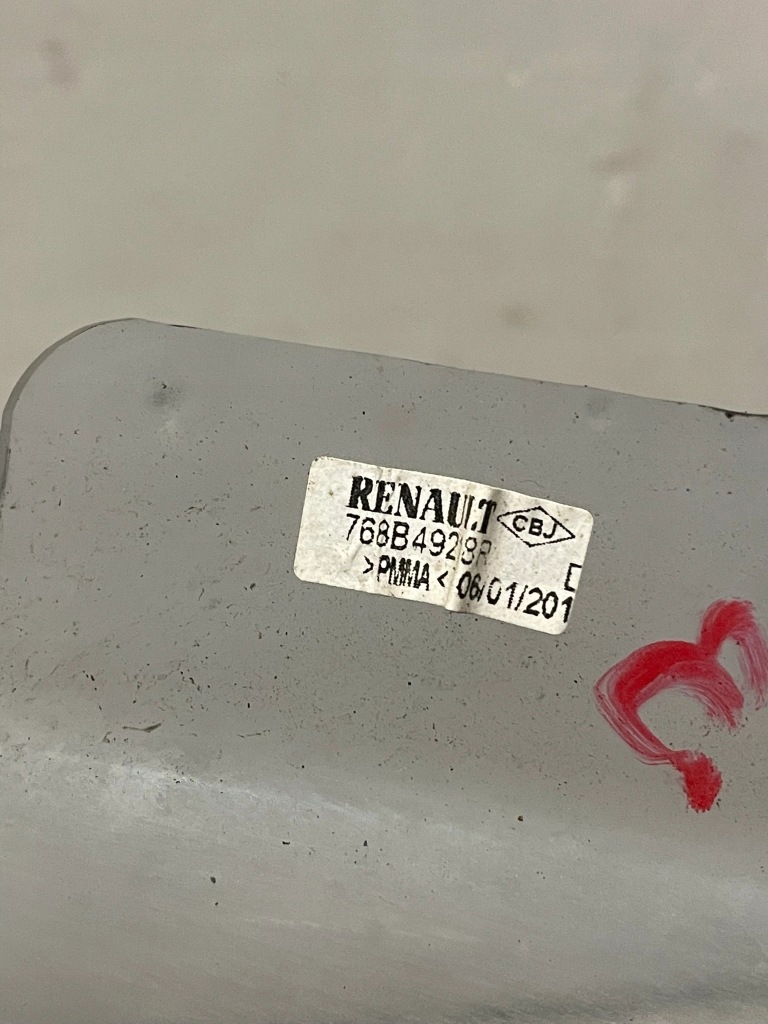 RENAULT CBJ
768B4928R
>PMMA< 06/01/201